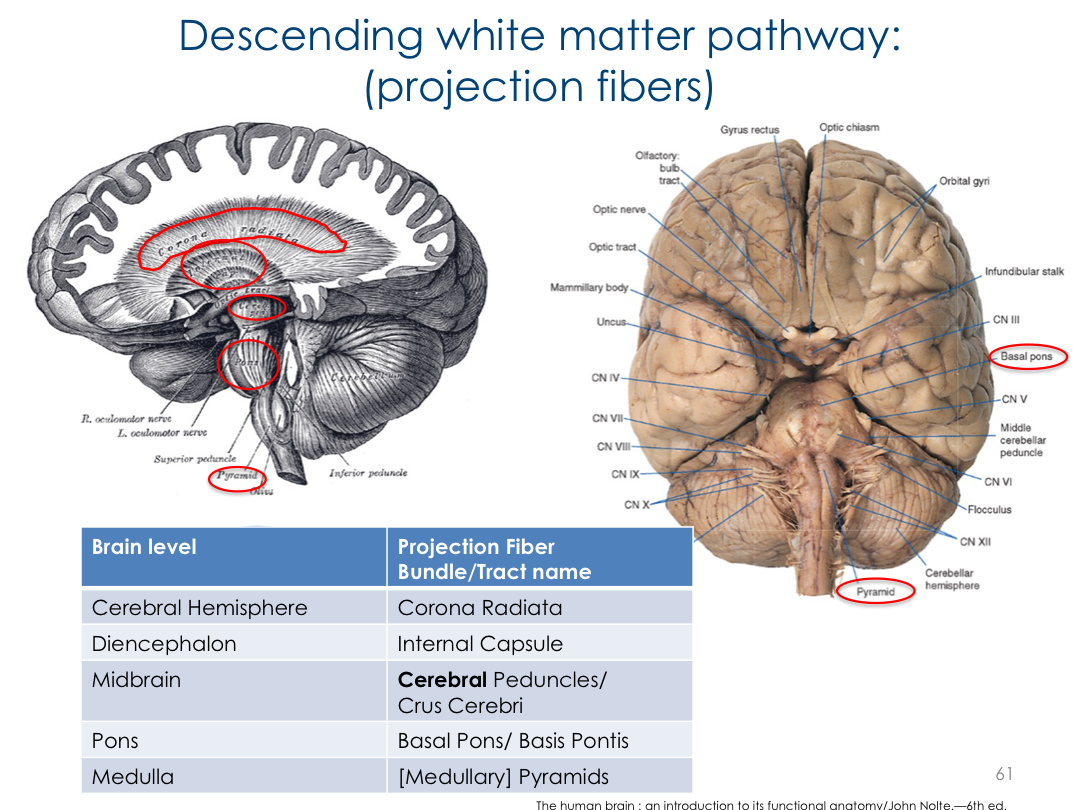 Descending white matter pathway:
(projection fibers)
Corona radiata
Pons
Cerebellum
R. oculomotor nerve
L. oculomotor nerve
Superior peduncle
Pyramid
Olive
Inferior peduncle
Gyrus rectus
Optic chiasm
Olfactory:
bulb
tract
Orbital gyri
Optic nerve
Optic tract
Infundibular stalk
Mammillary body
Uncus
CN III
Basal pons
CN IV
CN V
CN VII
Middle
cerebellar
peduncle
CN VIII
CN IX
CN VI
CN X
Flocculus
CN XII
Cerebellar
hemisphere
Pyramid
Brain level
Projection Fiber
Bundle/Tract name
Cerebral Hemisphere
Corona Radiata
Diencephalon
Internal Capsule
Midbrain
Cerebral Peduncles/
Crus Cerebri
Pons
Basal Pons/ Basis Pontis
Medulla
[Medullary] Pyramids
61
The human brain : an introduction to its functional anatomy/John Nolte.—6th ed.